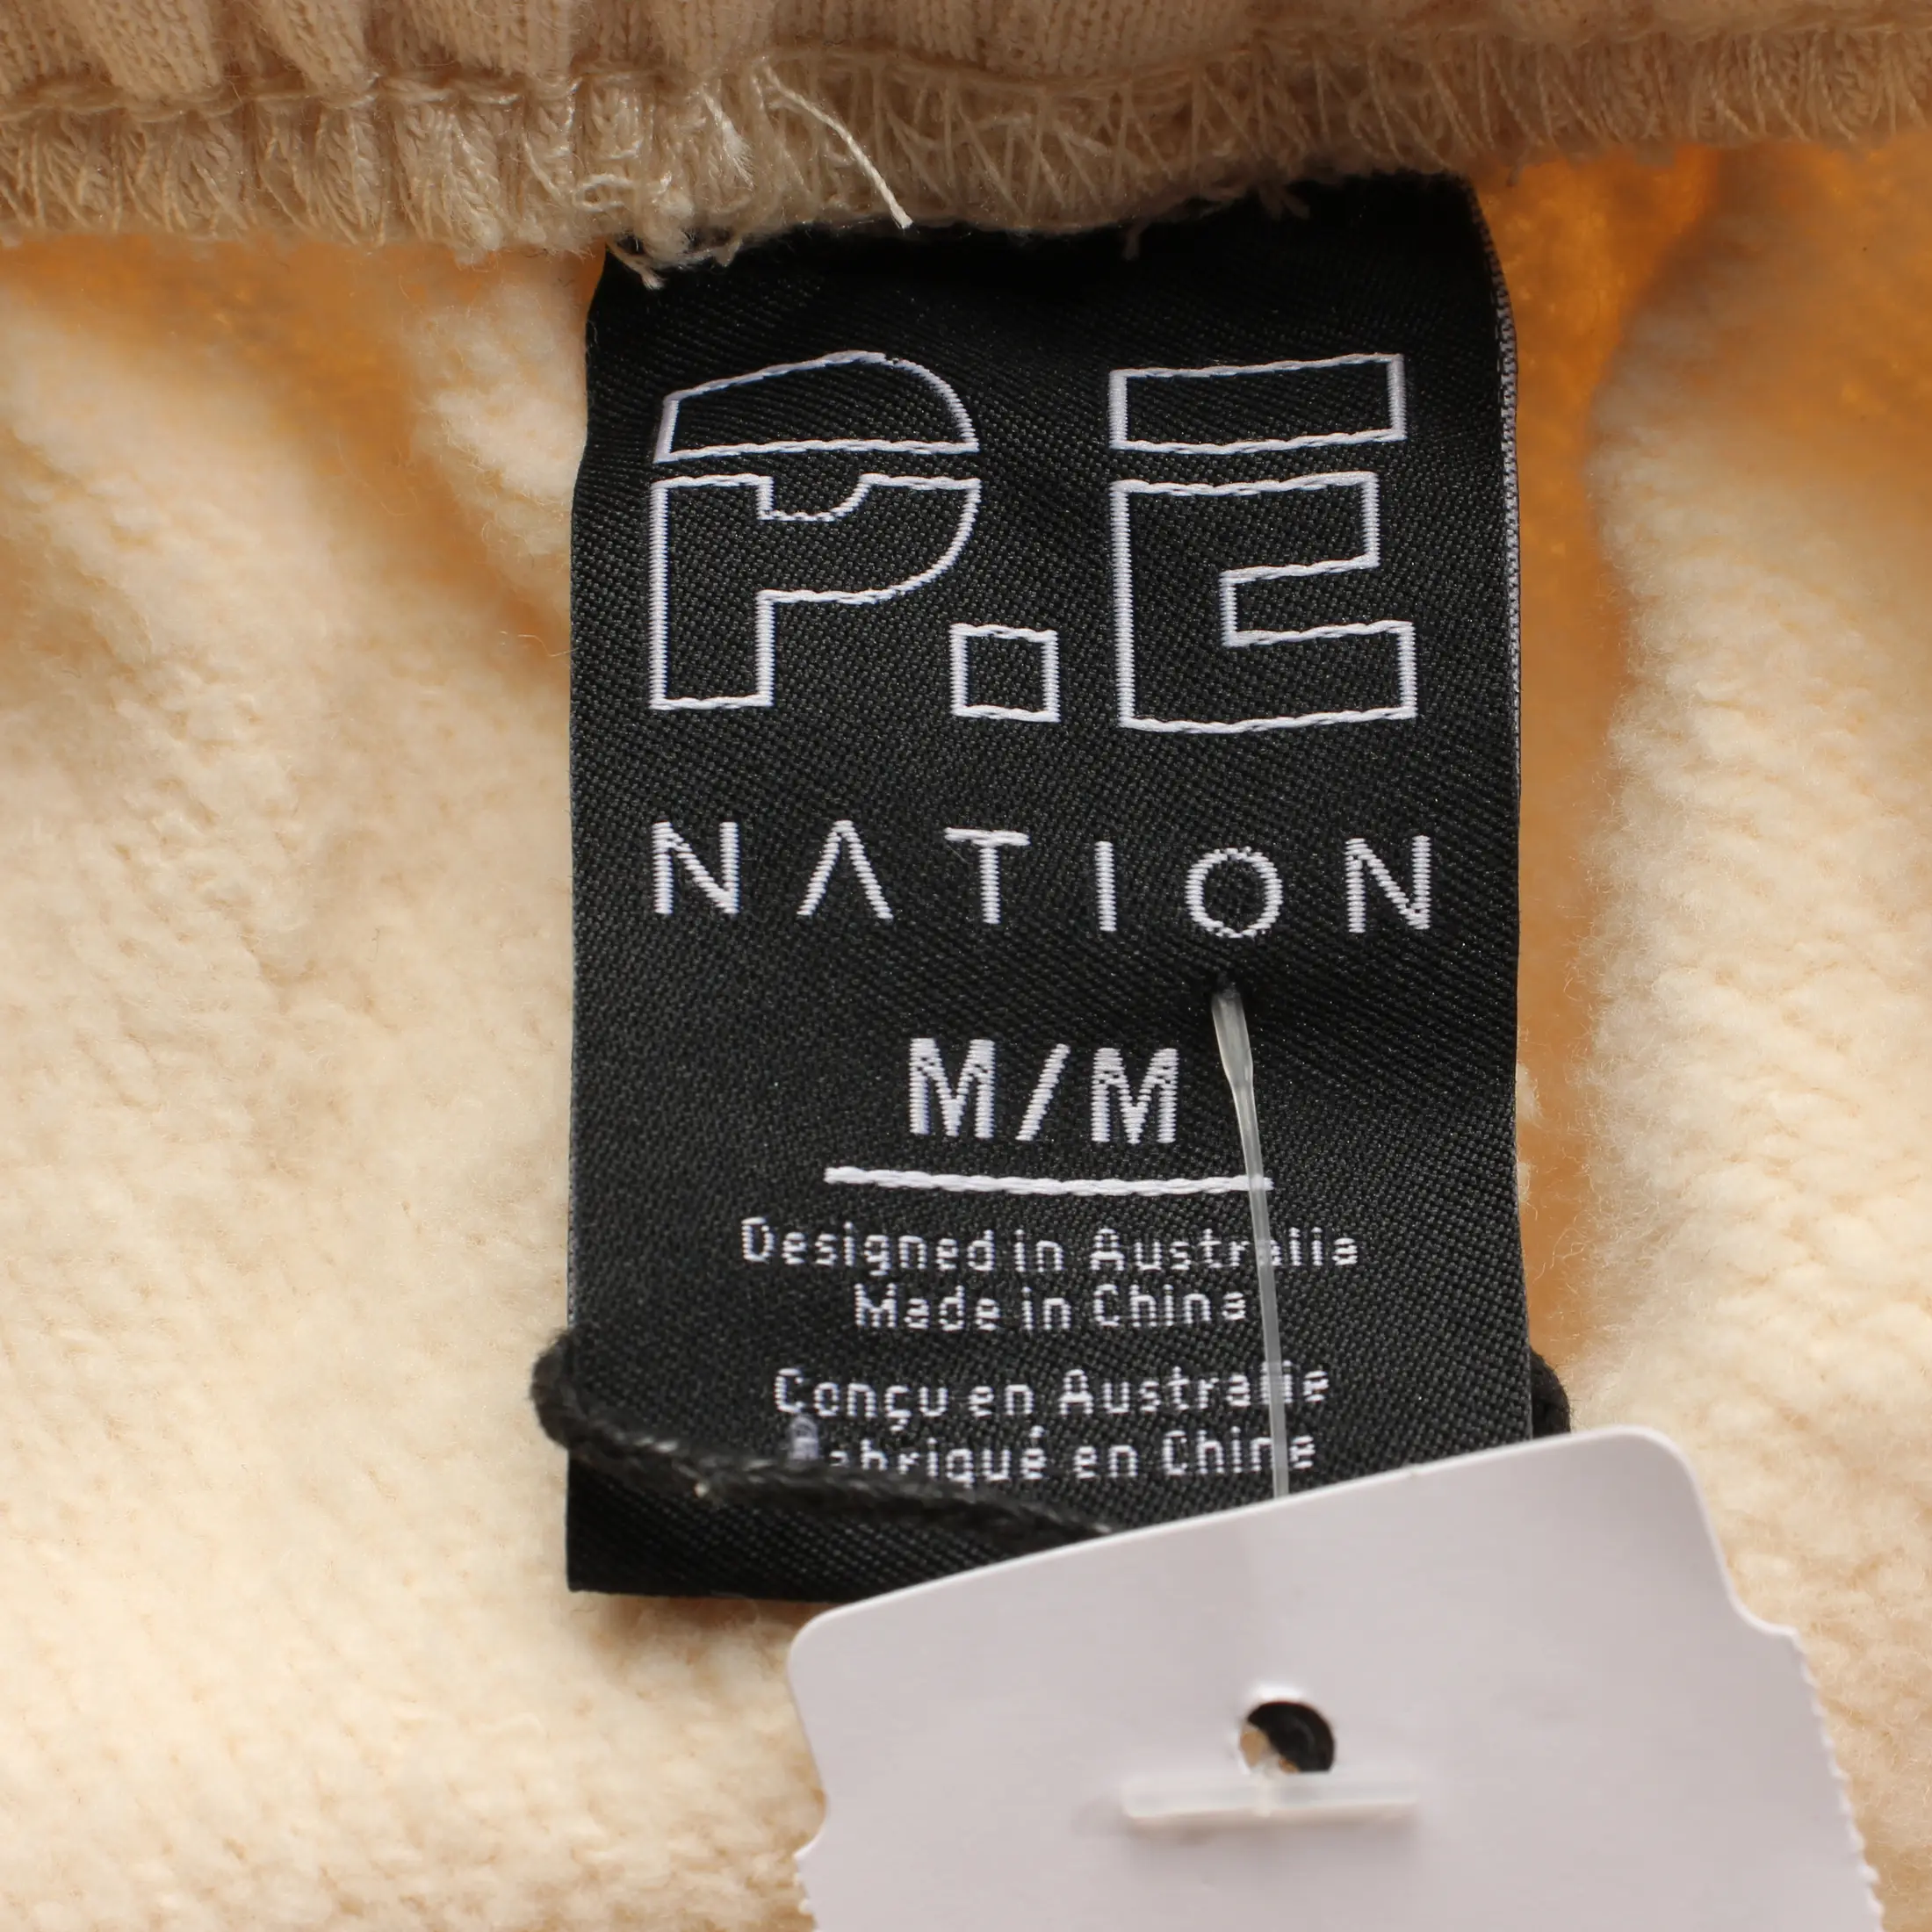 P.E
NATION
M/M
Designed in Australia
Made in China
Conçu en Australie
Fabriqué en Chine